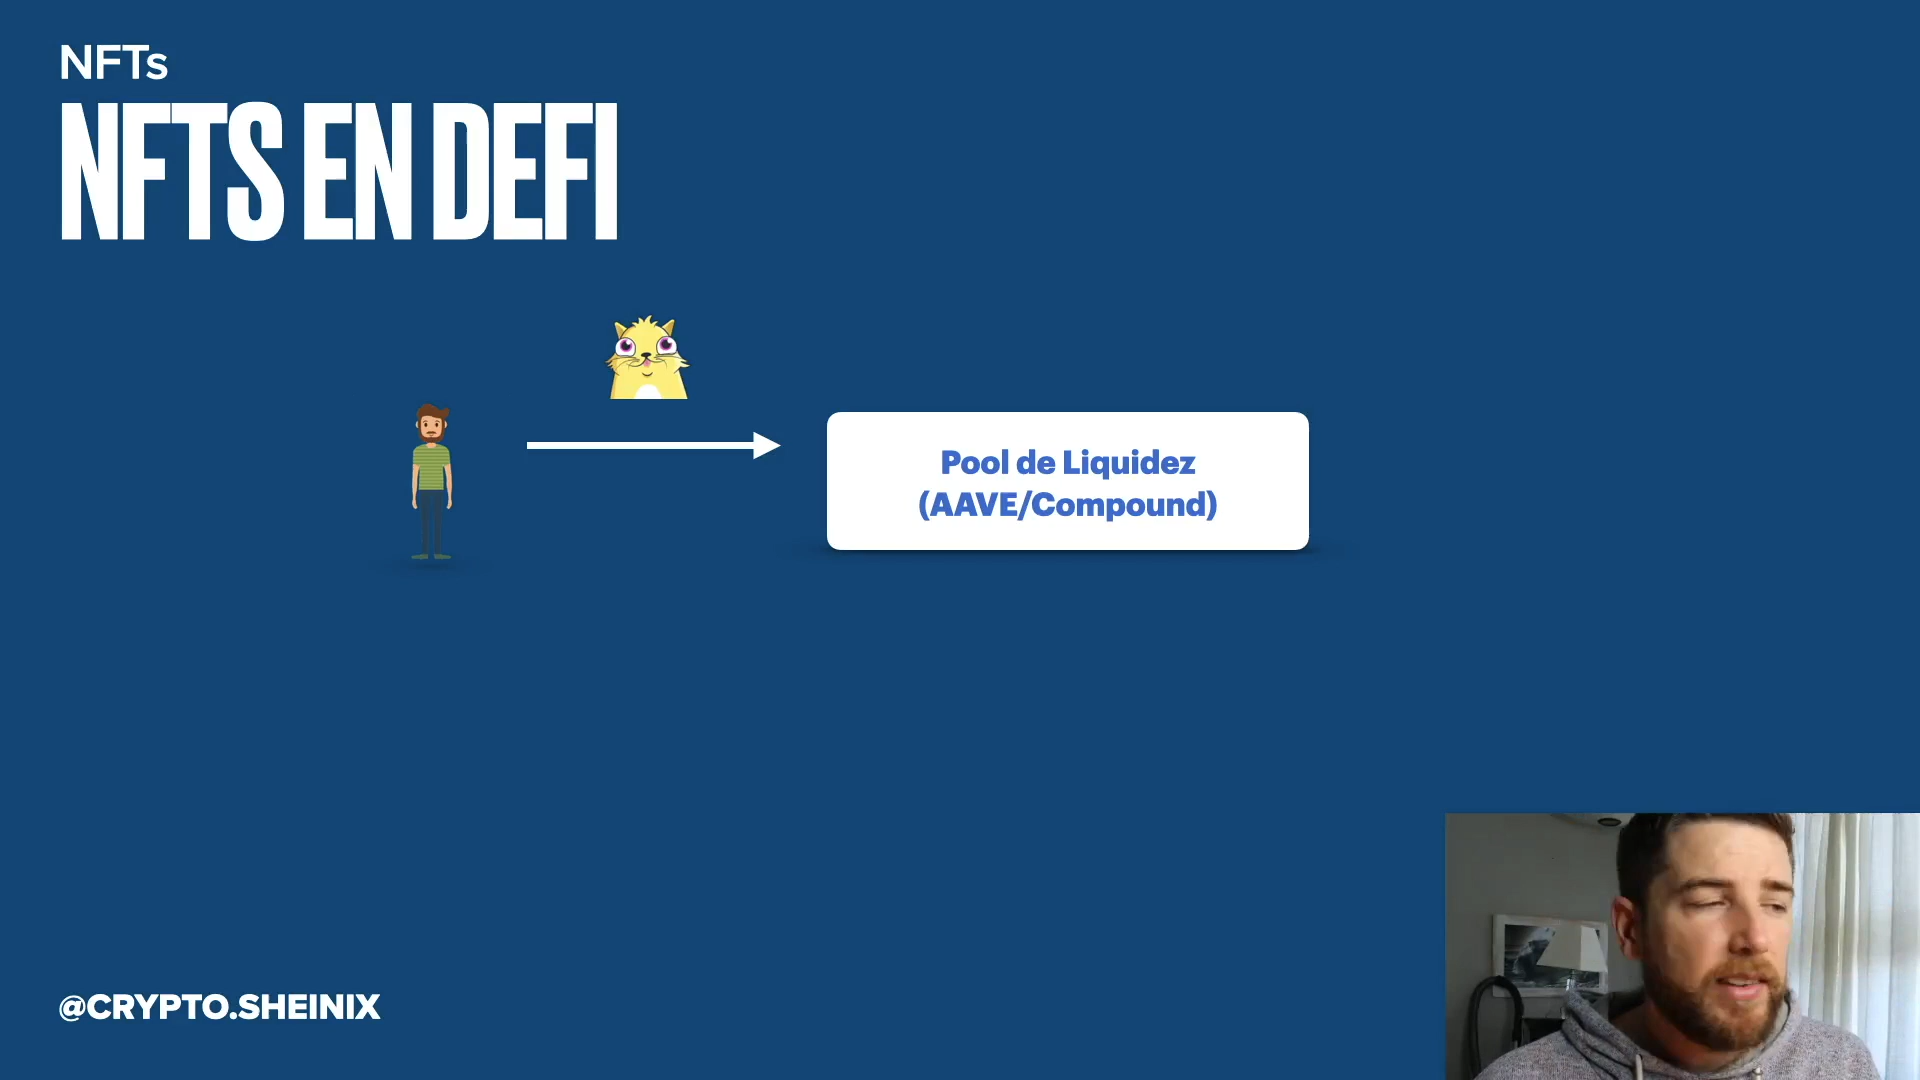 NFTs
NFTS EN DEFI
Pool de Liquidez
(AAVE/Compound)
@CRYPTO.SHEINIX